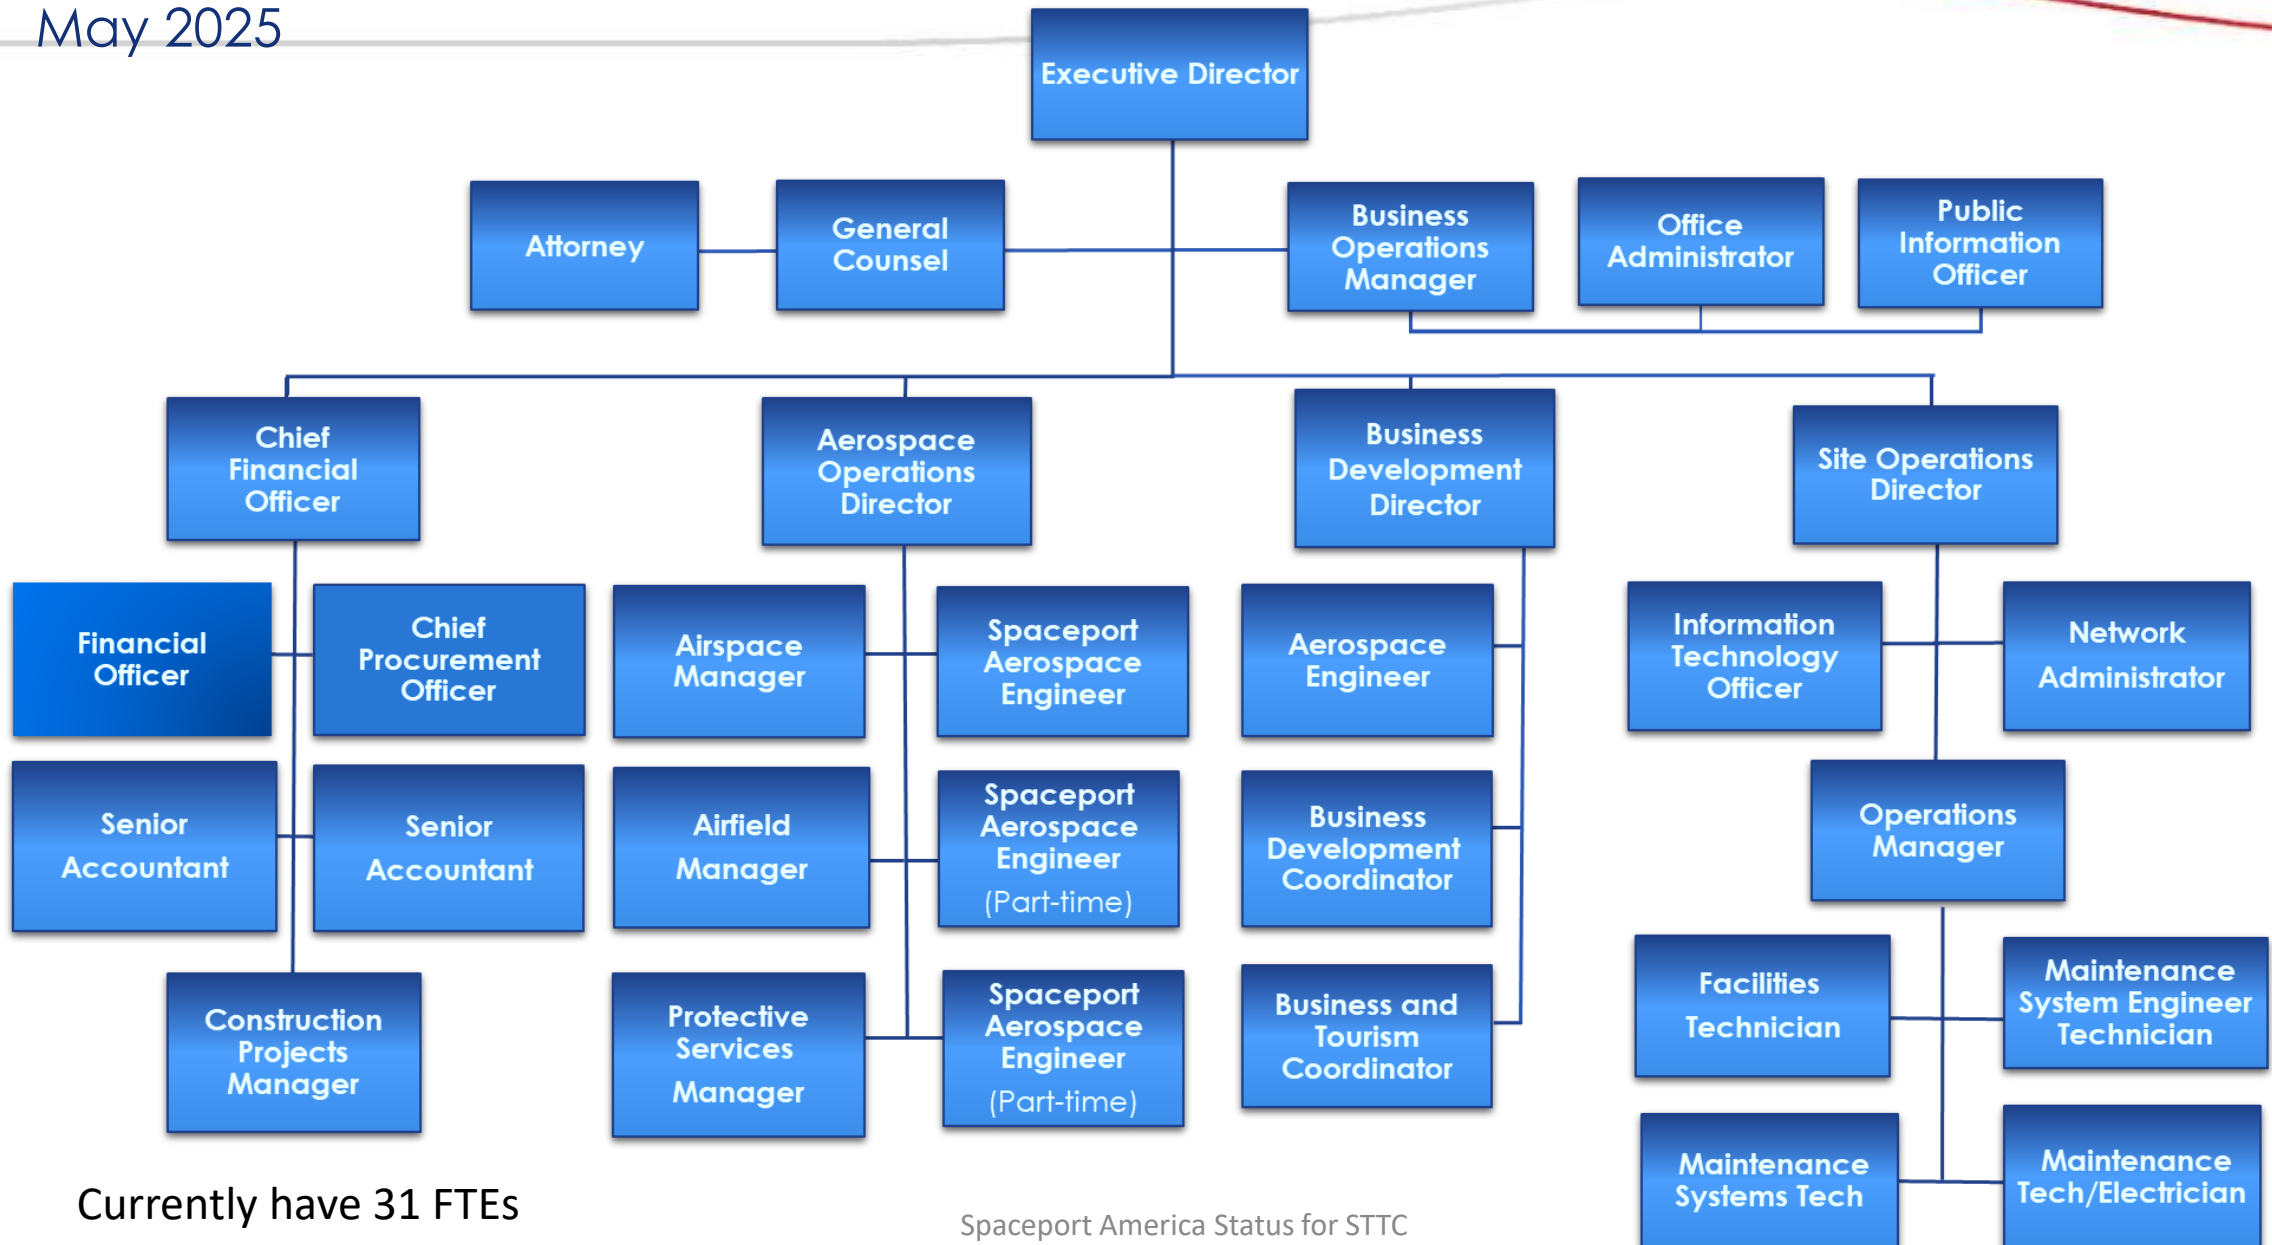 May 2025
Executive Director
Attorney
General
Counsel
Business
Operations
Manager
Office
Administrator
Public
Information
Officer
Chief
Financial
Officer
Aerospace
Operations
Director
Business
Development
Director
Site Operations
Director
Financial
Officer
Chief
Procurement
Officer
Airspace
Manager
Spaceport
Aerospace
Engineer
Aerospace
Engineer
Information
Technology
Officer
Network
Administrator
Senior
Accountant
Senior
Accountant
Airfield
Manager
Spaceport
Aerospace
Engineer
(Part-time)
Business
Development
Coordinator
Operations
Manager
Construction
Projects
Manager
Protective
Services
Manager
Spaceport
Aerospace
Engineer
(Part-time)
Business and
Tourism
Coordinator
Facilities
Technician
Maintenance
System Engineer
Technician
Maintenance
Systems Tech
Maintenance
Tech/Electrician
Currently have 31 FTEs
Spaceport America Status for STTC